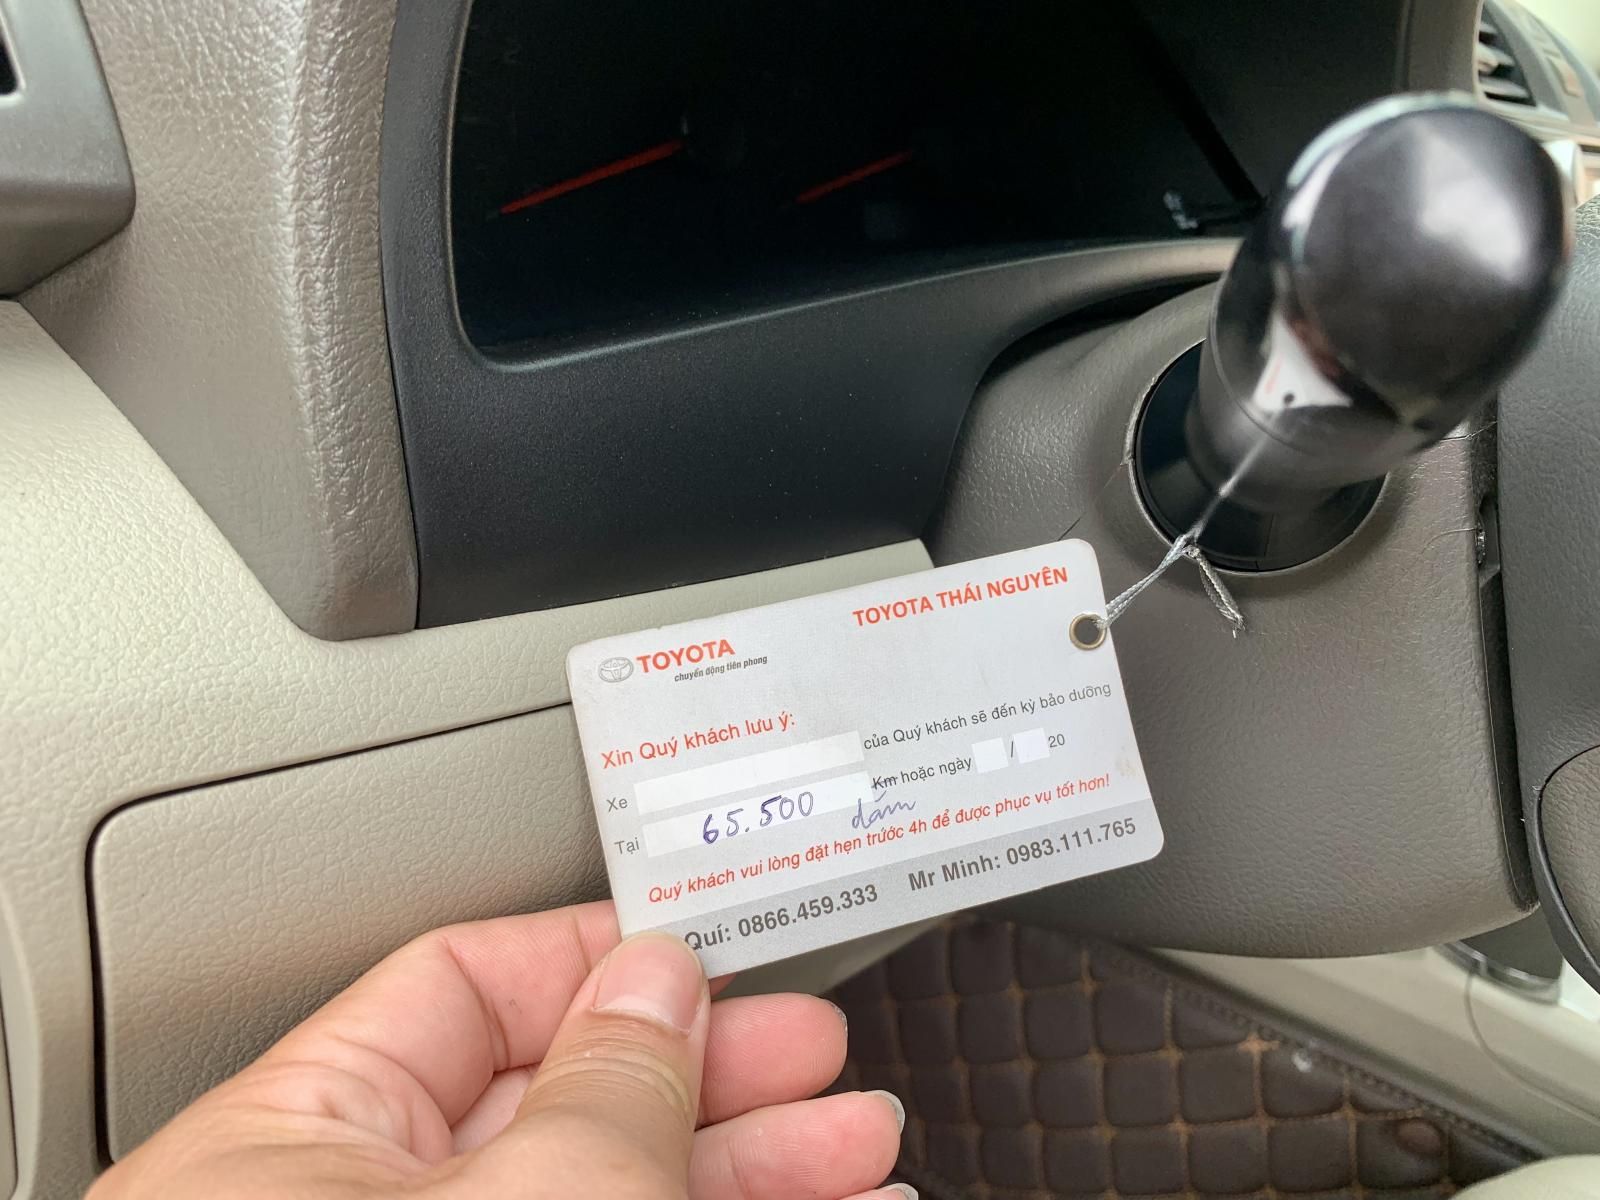 TOYOTA THÁI NGUYÊN
TOYOTA
chuyển động tiên phong
Xin Quý khách lưu ý:
Xe của Quý khách sẽ đến kỳ bảo dưỡng
Tại 65.500 Km hoặc ngày / 20
dặm
Quý khách vui lòng đặt hẹn trước 4h để được phục vụ tốt hơn!
Quí: 0866.459.333 Mr Minh: 0983.111.765